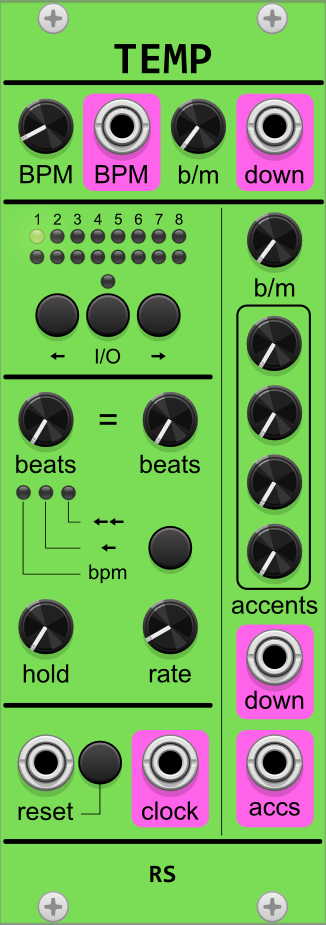 TEMP
BPM BPM b/m down
1 2 3 4 5 6 7 8
← I/O →
b/m
beats = beats
←←
←
bpm
hold rate
accents
down
reset clock
accs
RS